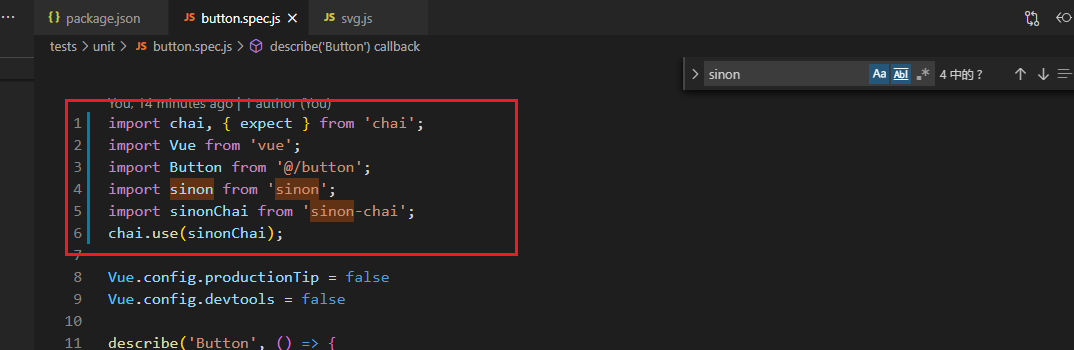 ··· {} package.json JS button.spec.js × JS svg.js
tests > unit > JS button.spec.js > describe('Button') callback
> sinon Aa Abl .* 4 中的 ? ↑ ↓
You, 14 minutes ago | 1 author (You)
1 import chai, { expect } from 'chai';
2 import Vue from 'vue';
3 import Button from '@/button';
4 import sinon from 'sinon';
5 import sinonChai from 'sinon-chai';
6 chai.use(sinonChai);
7
8 Vue.config.productionTip = false
9 Vue.config.devtools = false
10
11 describe('Button', () => {